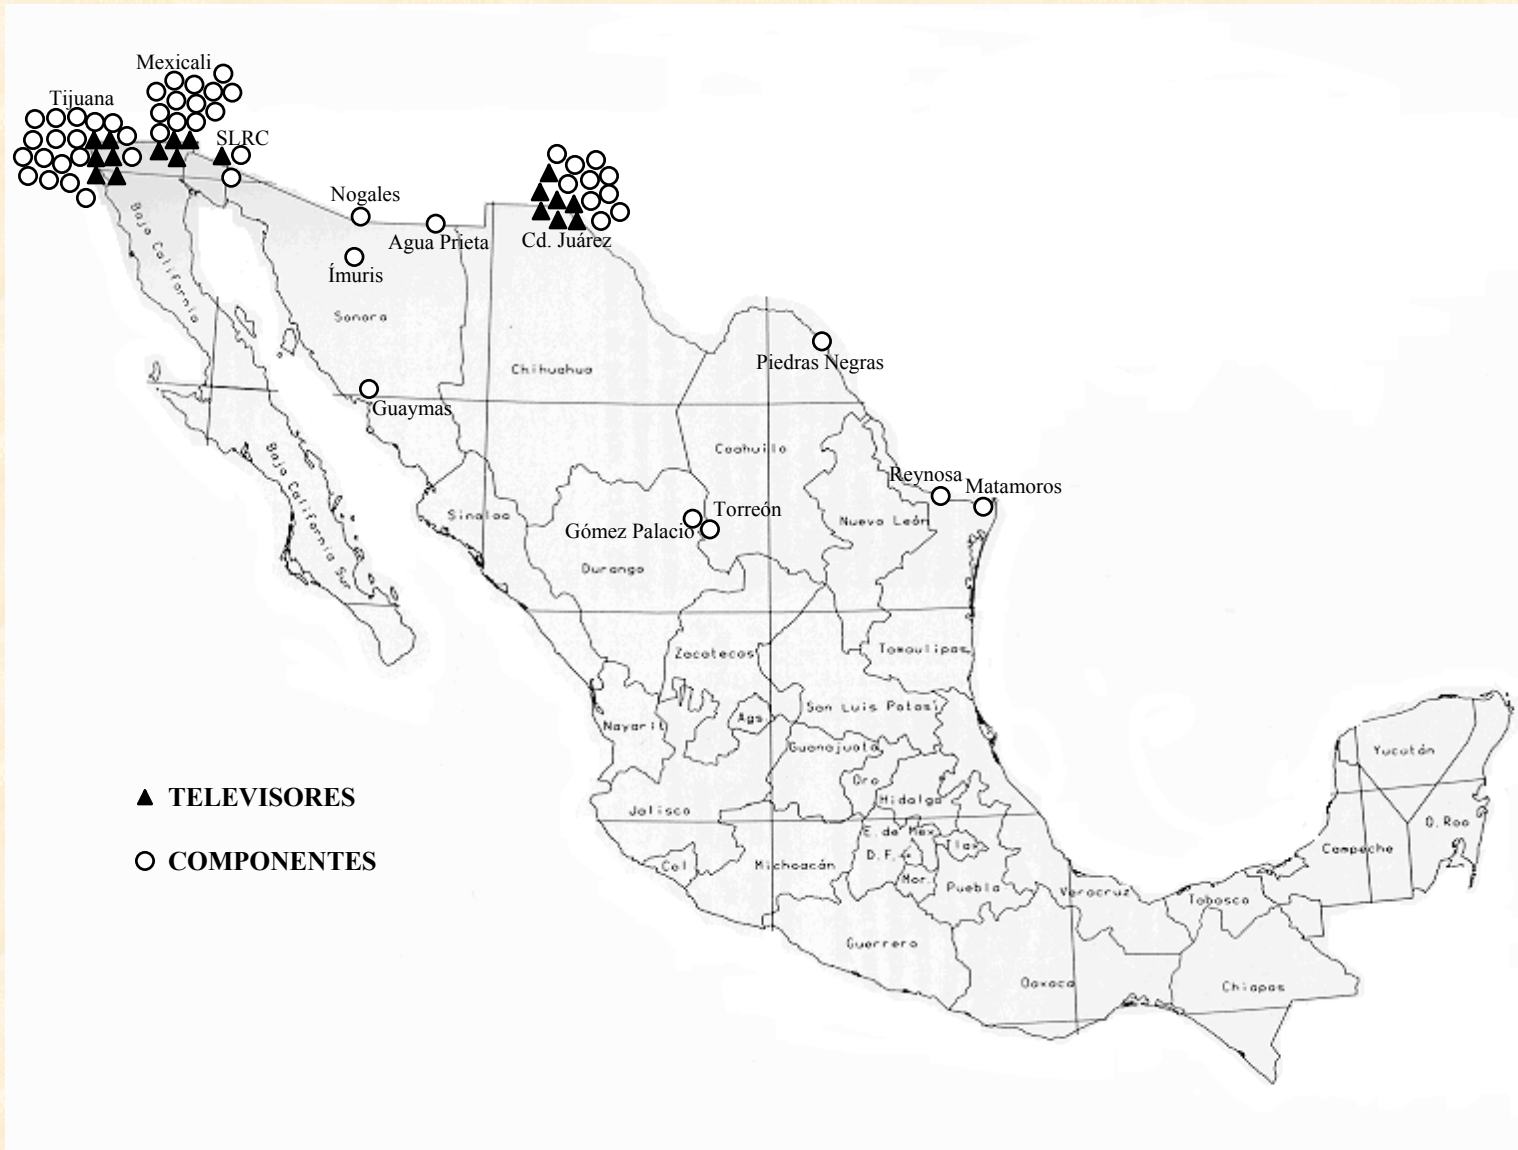 Mexicali
Tijuana
SLRC
Nogales
Agua Prieta
Cd. Juárez
Ímuris
Baja California
Sonora
Chihuahua
Piedras Negras
Guaymas
Coahuila
Baja California Sur
Reynosa
Matamoros
Sinaloa
Gómez Palacio
Torreón
Nuevo León
Durango
Zacatecas
Tamaulipas
Nayarit
Ags.
San Luis Potosí
Guanajuato
Yucatán
Qro.
Hidalgo
TELEVISORES
Jalisco
Q. Roo
E. de Mex.
Campeche
D.F.
Tlax.
COMPONENTES
Col
Michoacán
Mor.
Puebla
Veracruz
Tabasco
Guerrero
Oaxaca
Chiapas